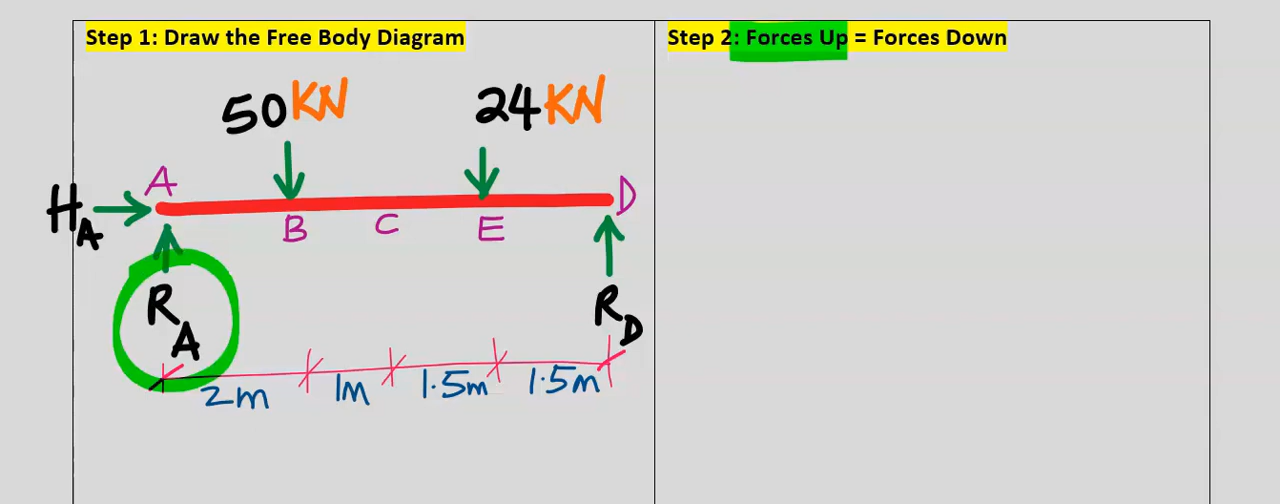 Step 1: Draw the Free Body Diagram
Step 2: Forces Up = Forces Down
50KN
24KN
A
D
HA
B
C
E
RA
RD
2m
1m
1.5m
1.5m